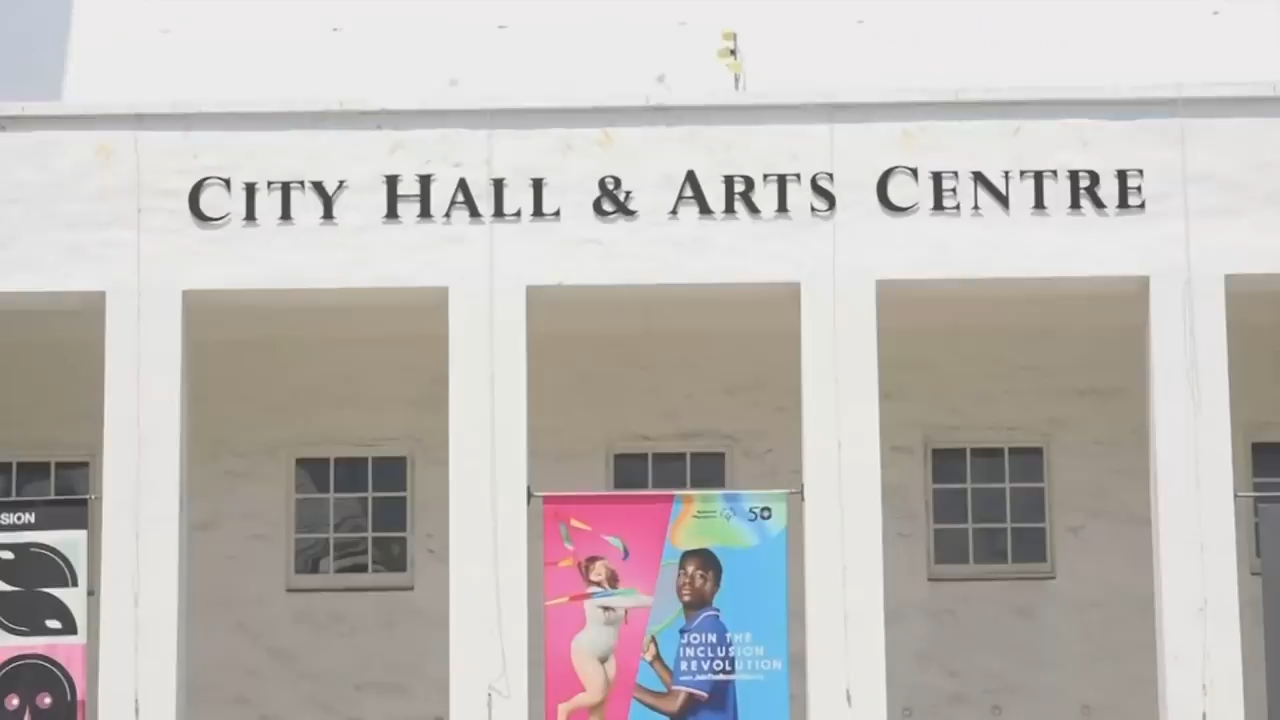 CITY HALL & ARTS CENTRE
SION
50
JOIN THE
INCLUSION
REVOLUTION